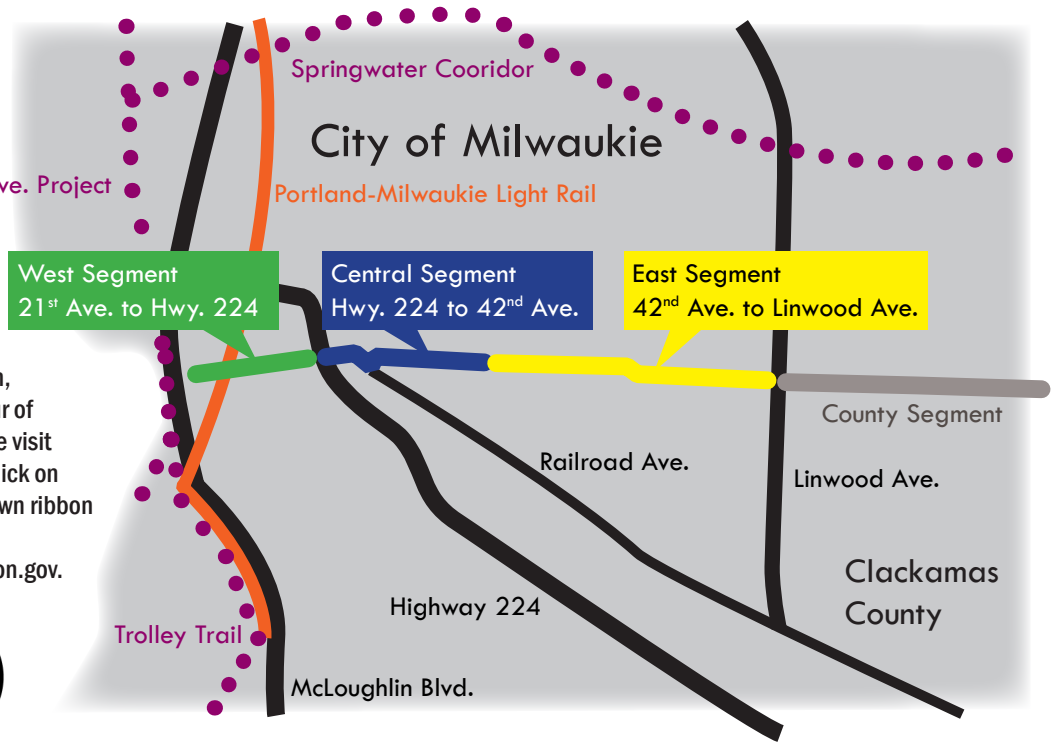 Springwater Cooridor
City of Milwaukie
ve. Project
Portland-Milwaukie Light Rail
West Segment
21st Ave. to Hwy. 224
Central Segment
Hwy. 224 to 42nd Ave.
East Segment
42nd Ave. to Linwood Ave.
County Segment
Railroad Ave.
Linwood Ave.
r of
e visit
ick on
wn ribbon
on.gov.
Highway 224
Clackamas
County
Trolley Trail
McLoughlin Blvd.